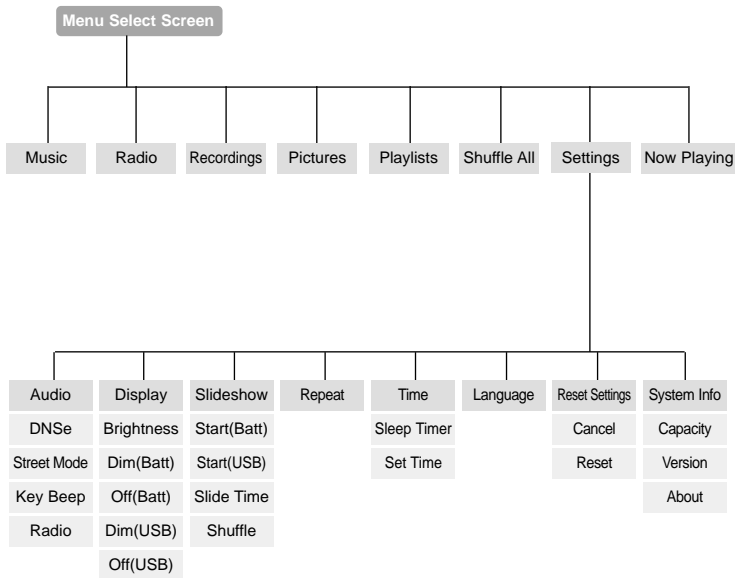 Menu Select Screen
Music Radio Recordings Pictures Playlists Shuffle All Settings Now Playing
Audio Display Slideshow Repeat Time Language Reset Settings System Info
DNSe Brightness Start(Batt) Sleep Timer Cancel Capacity
Street Mode Dim(Batt) Start(USB) Set Time Reset Version
Key Beep Off(Batt) Slide Time About
Radio Dim(USB) Shuffle
Off(USB)